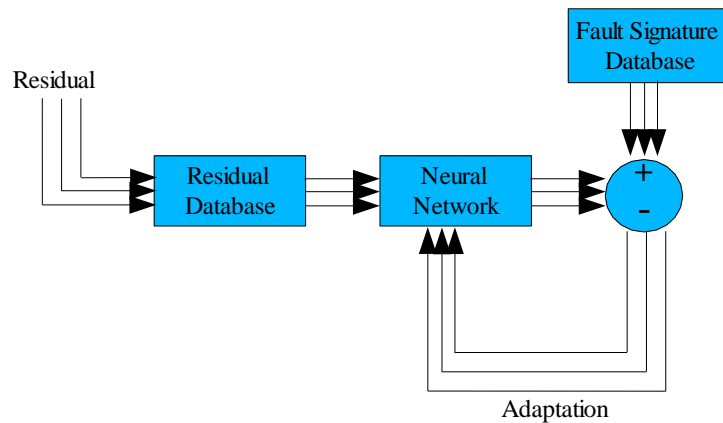 Fault Signature
Database
Residual
Residual
Database
Neural
Network
+
-
Adaptation